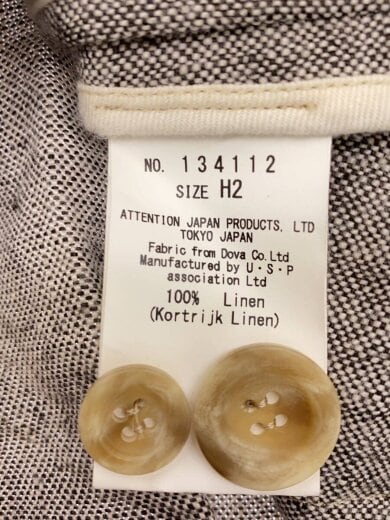 NO. 134112
SIZE H2
ATTENTION JAPAN PRODUCTS. LTD
TOKYO JAPAN
Fabric from Dova Co.Ltd
Manufactured by U・S・P
association Ltd
100% Linen
(Kortrijk Linen)